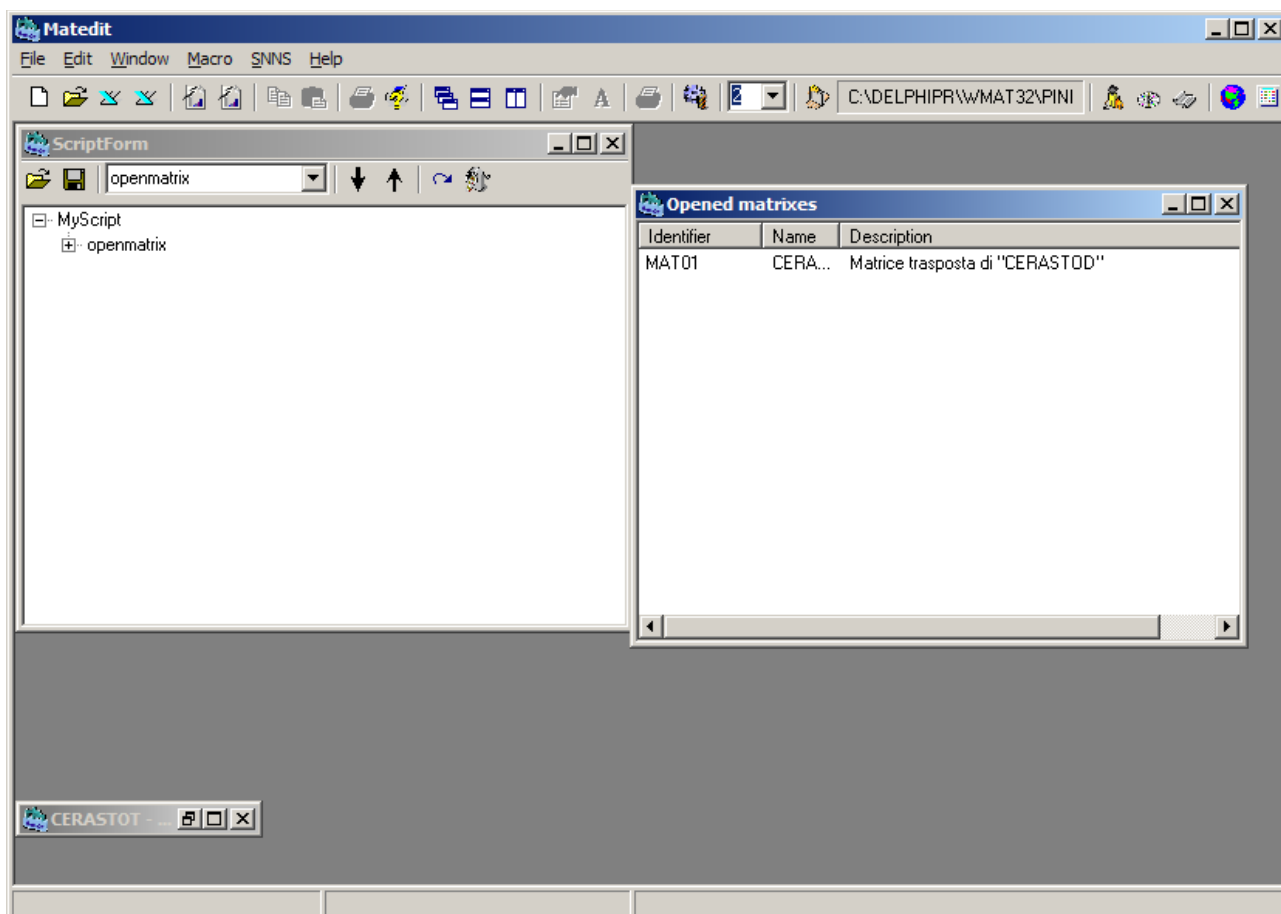 Matedit
File Edit Window Macro SNNS Help
2 C:\DELPHIPR\WMAT32\PINI
ScriptForm
openmatrix
MyScript
openmatrix
Opened matrixes
Identifier Name Description
MAT01 CERA... Matrice trasposta di "CERASTOD"
CERASTOT - ...